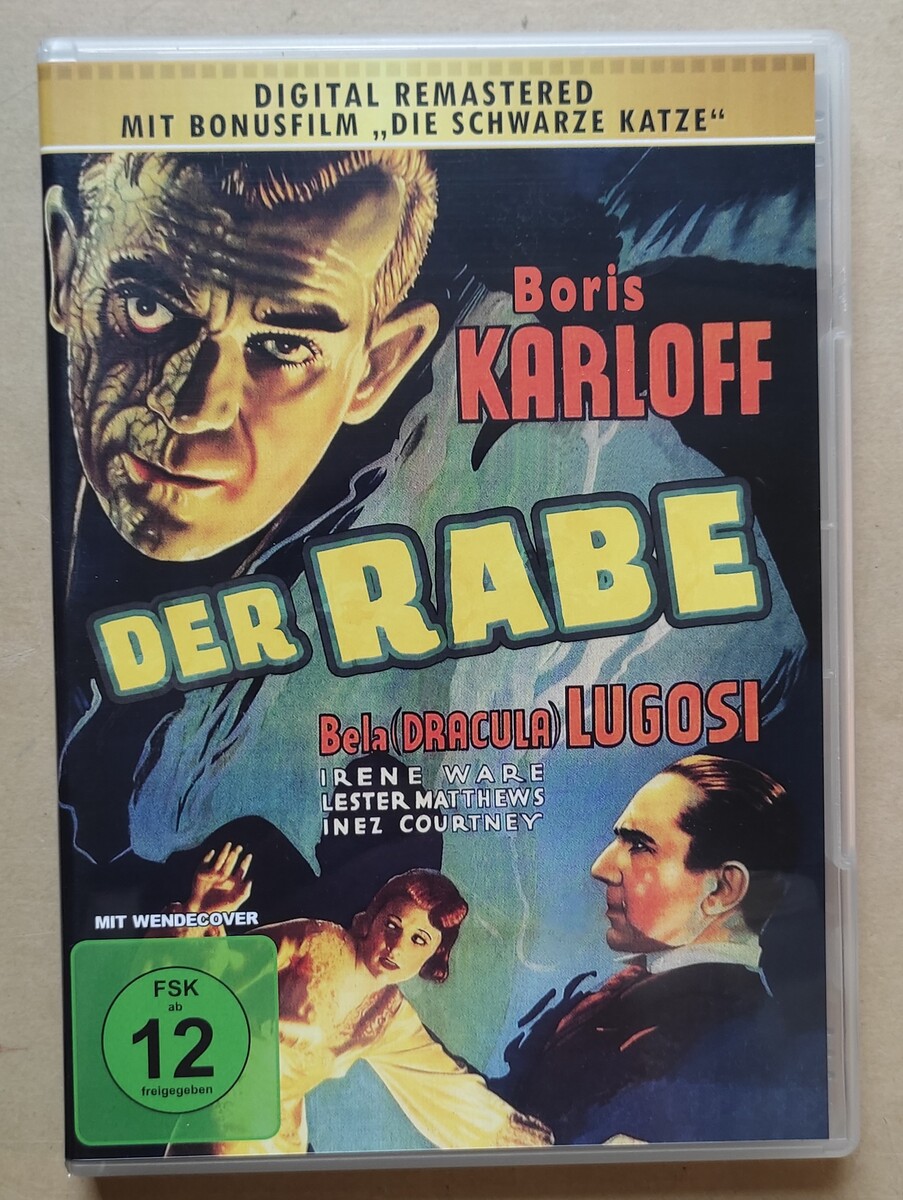 DIGITAL REMASTERED
MIT BONUSFILM „DIE SCHWARZE KATZE“
Boris
KARLOFF
DER RABE
Bela (DRACULA) LUGOSI
IRENE WARE
LESTER MATTHEWS
INEZ COURTNEY
MIT WENDECOVER
FSK
ab
12
freigegeben